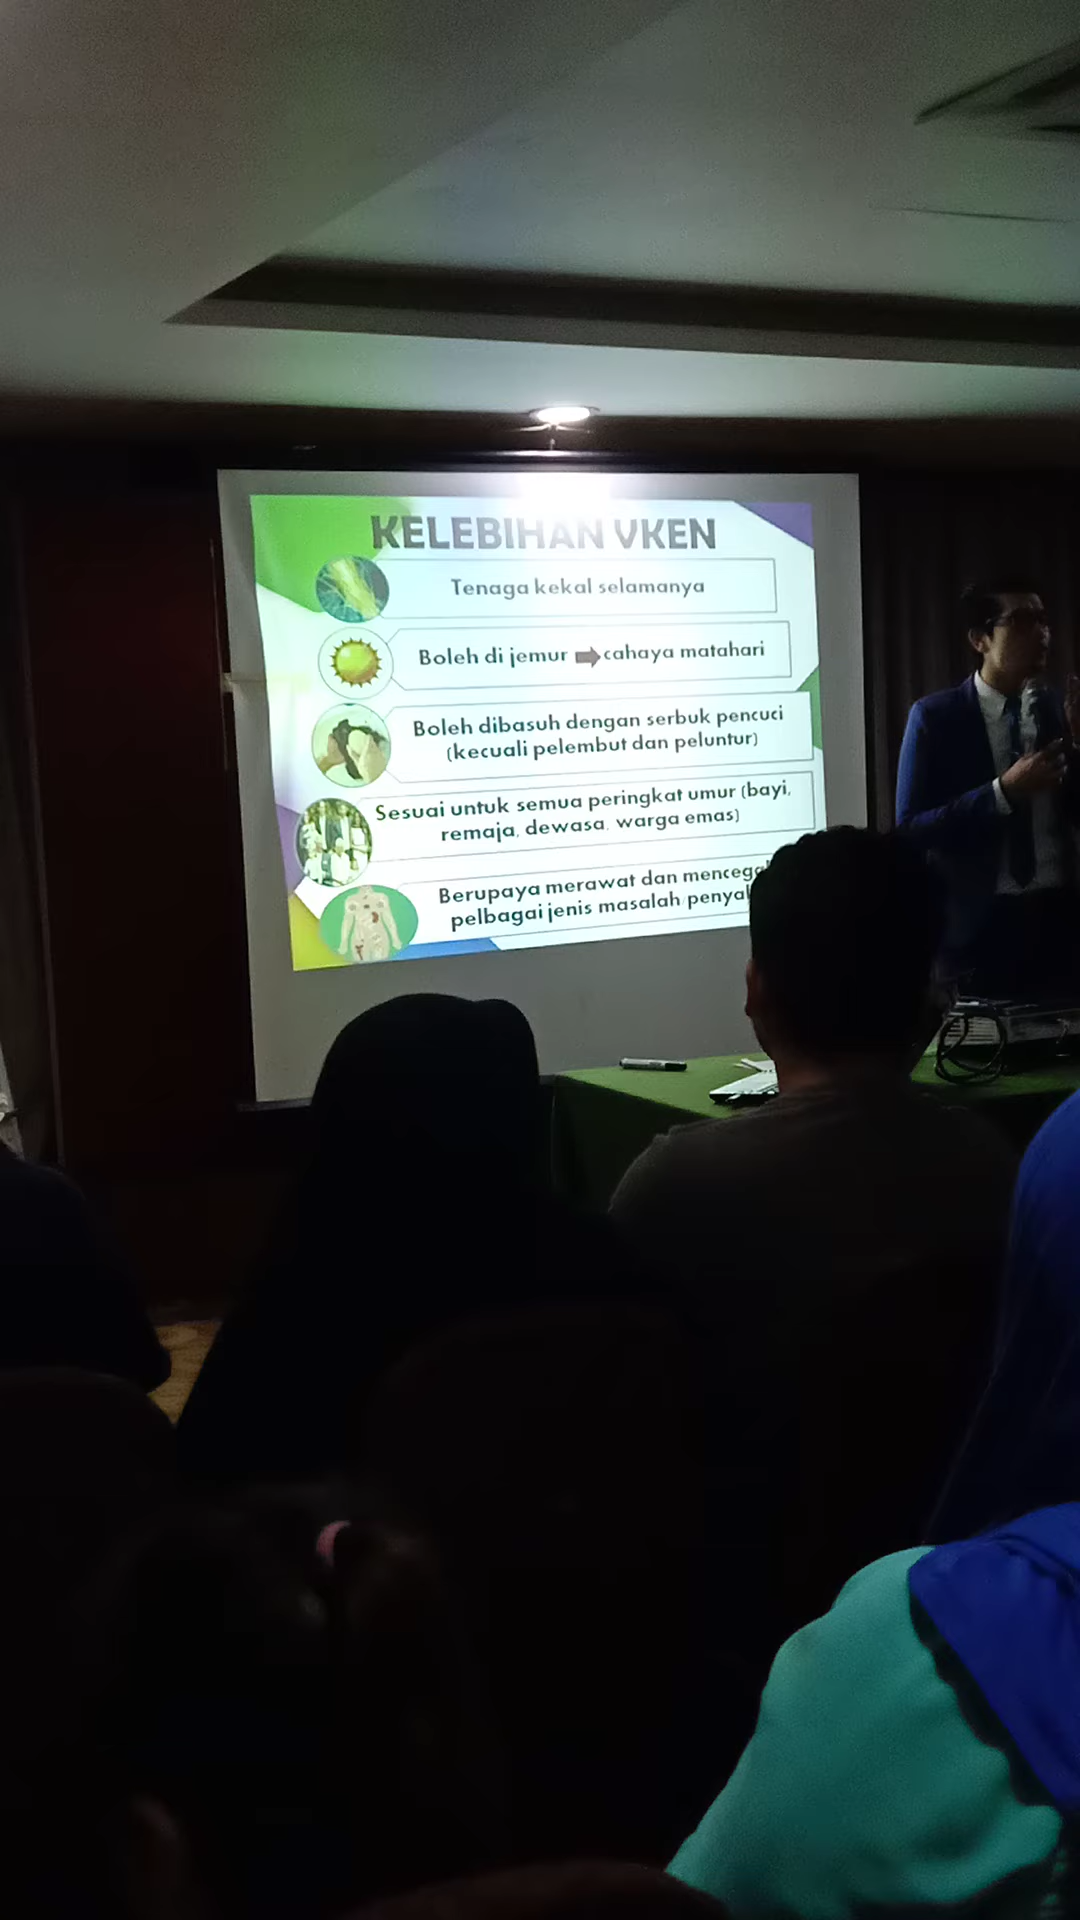 KELEBIHAN VKEN
Tenaga kekal selamanya
Boleh di jemur ➡ cahaya matahari
Boleh dibasuh dengan serbuk pencuci
(kecuali pelembut dan peluntur)
Sesuai untuk semua peringkat umur (bayi,
remaja, dewasa, warga emas)
Berupaya merawat dan
pelbagai jenis masalah